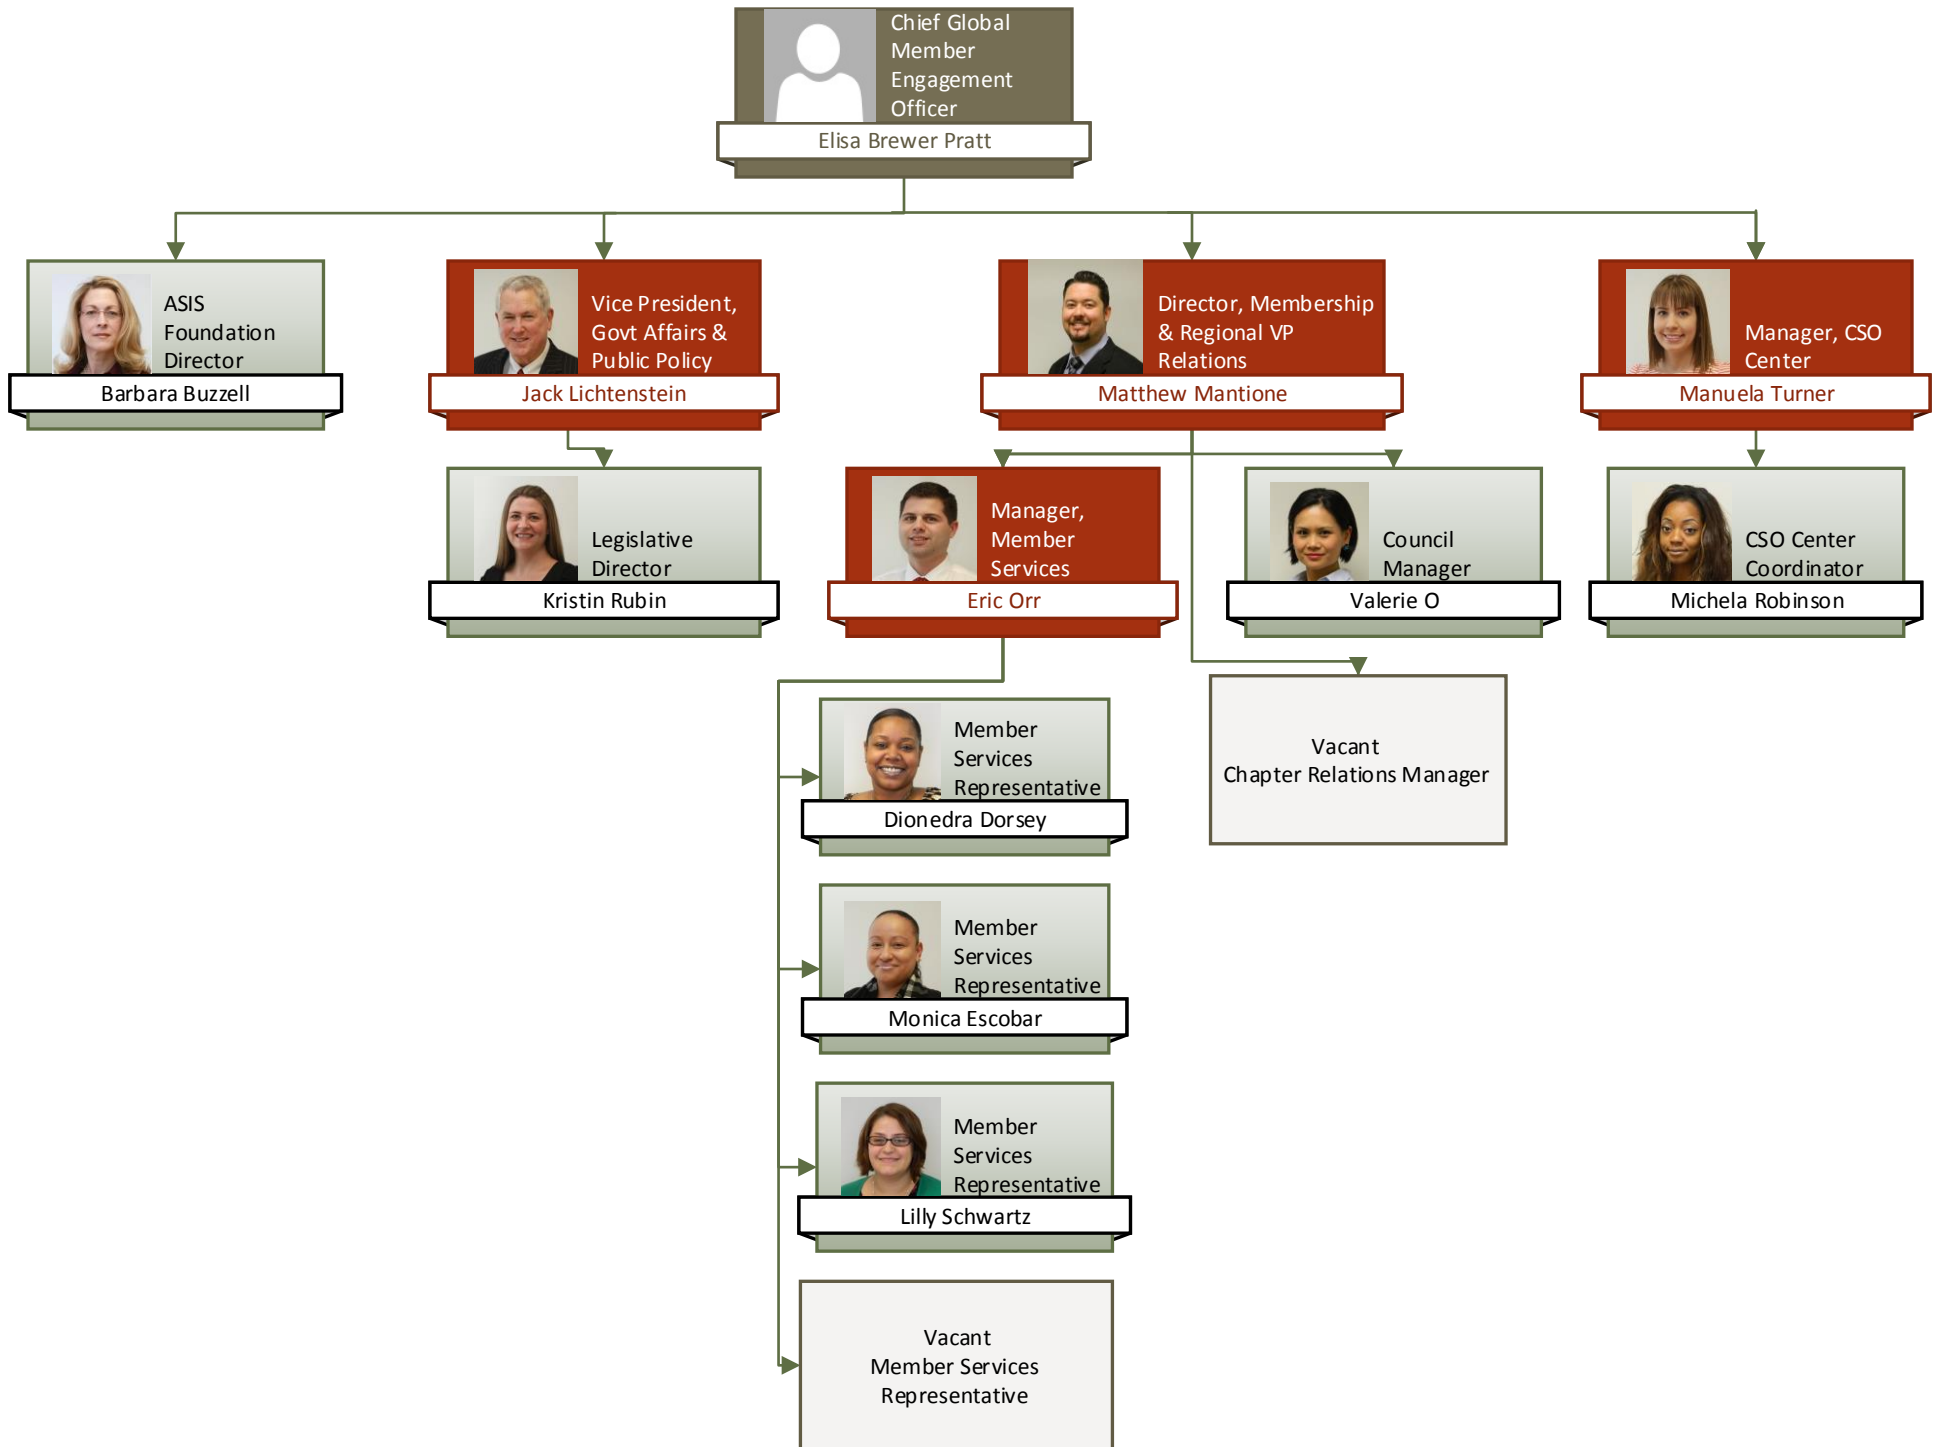 Chief Global
Member
Engagement
Officer
Elisa Brewer Pratt
ASIS
Foundation
Director
Barbara Buzzell
Vice President,
Govt Affairs &
Public Policy
Jack Lichtenstein
Director, Membership
& Regional VP
Relations
Matthew Mantione
Manager, CSO
Center
Manuela Turner
Legislative
Director
Kristin Rubin
Manager,
Member
Services
Eric Orr
Council
Manager
Valerie O
CSO Center
Coordinator
Michela Robinson
Member
Services
Representative
Dionedra Dorsey
Vacant
Chapter Relations Manager
Member
Services
Representative
Monica Escobar
Member
Services
Representative
Lilly Schwartz
Vacant
Member Services
Representative